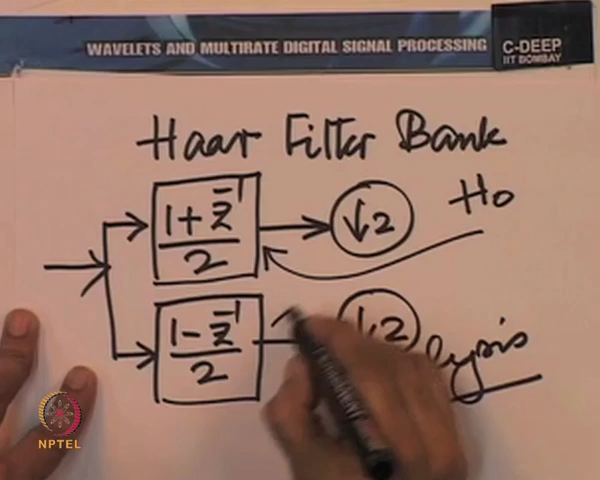 WAVELETS AND MULTIRATE DIGITAL SIGNAL PROCESSING
C-DEEP
IIT BOMBAY
Haar Filter Bank
1+z⁻¹
2
↓2
H0
1-z⁻¹
2
↓2
lysis
NPTEL